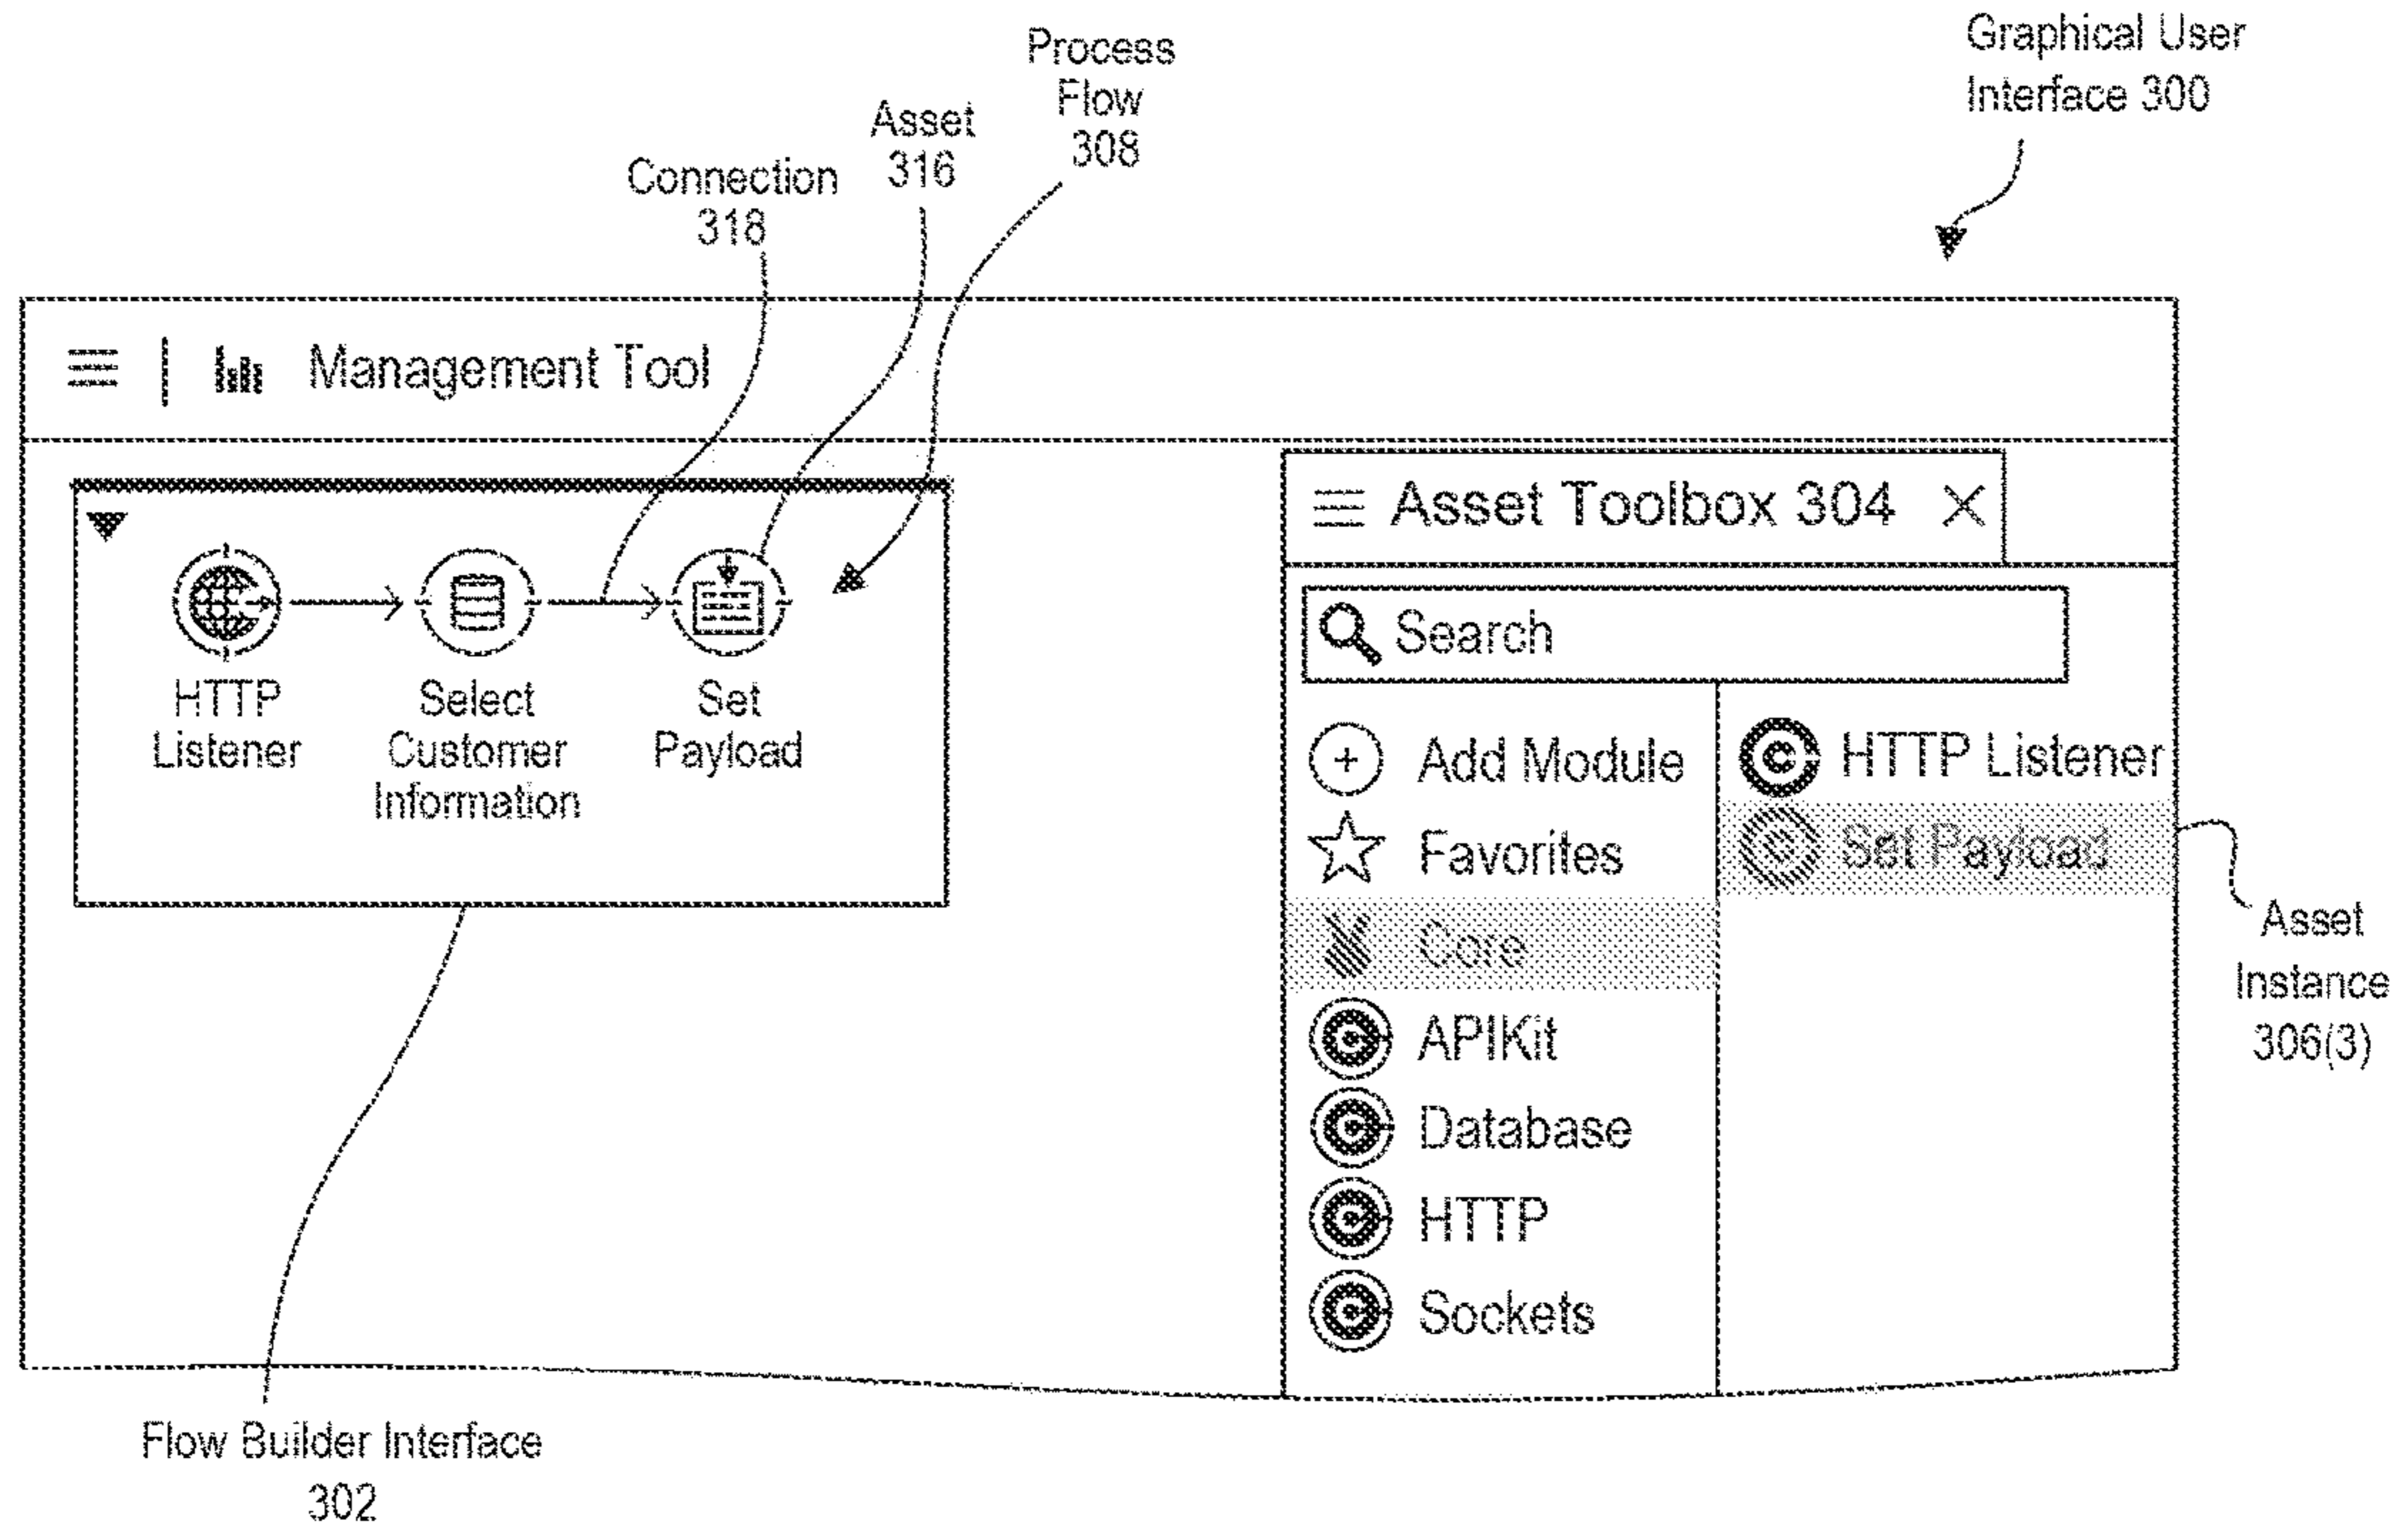 Graphical User
Interface 300
Process
Flow
308
Asset
316
Connection
318
Management Tool
Asset Toolbox 304
Search
HTTP
Listener
Select
Customer
Information
Set
Payload
Add Module
Favorites
Core
APIKit
Database
HTTP
Sockets
HTTP Listener
Set Payload
Asset
Instance
306(3)
Flow Builder Interface
302